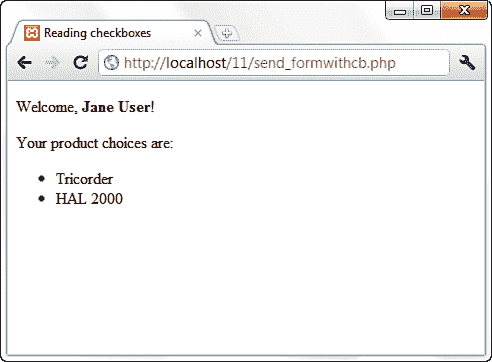 Reading checkboxes
http://localhost/11/send_formwithcb.php
Welcome, Jane User!
Your product choices are:
• Tricorder
• HAL 2000